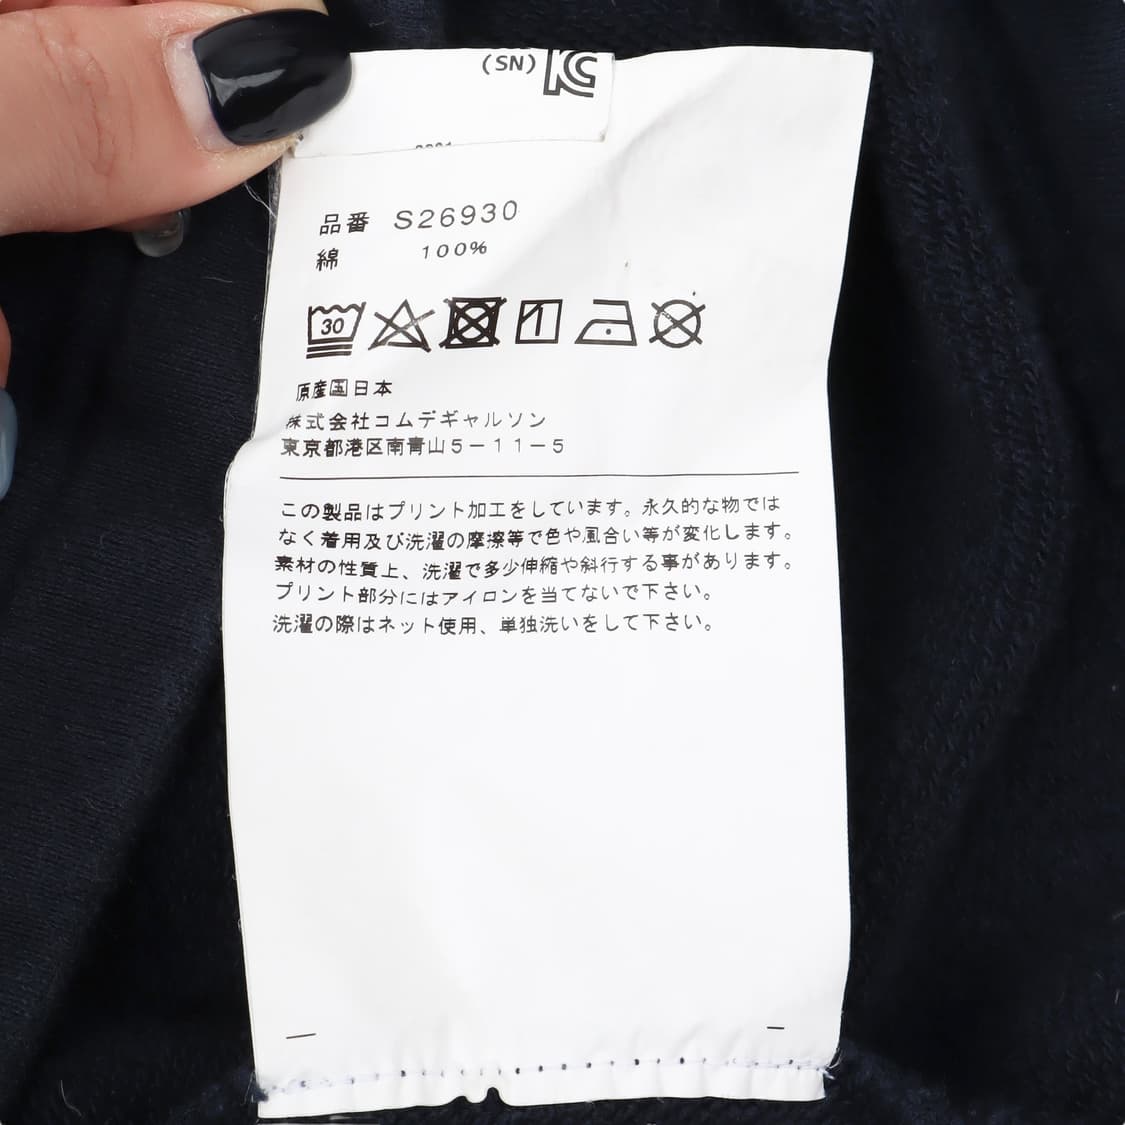 (SN)
品番 S26930
綿 100%
30
原産国日本
株式会社コムデギャルソン
東京都港区南青山5-11-5
この製品はプリント加工をしています。永久的な物では
なく着用及び洗濯の摩擦等で色や風合い等が変化します。
素材の性質上、洗濯で多少伸縮や斜行する事があります。
プリント部分にはアイロンを当てないで下さい。
洗濯の際はネット使用、単独洗いをして下さい。